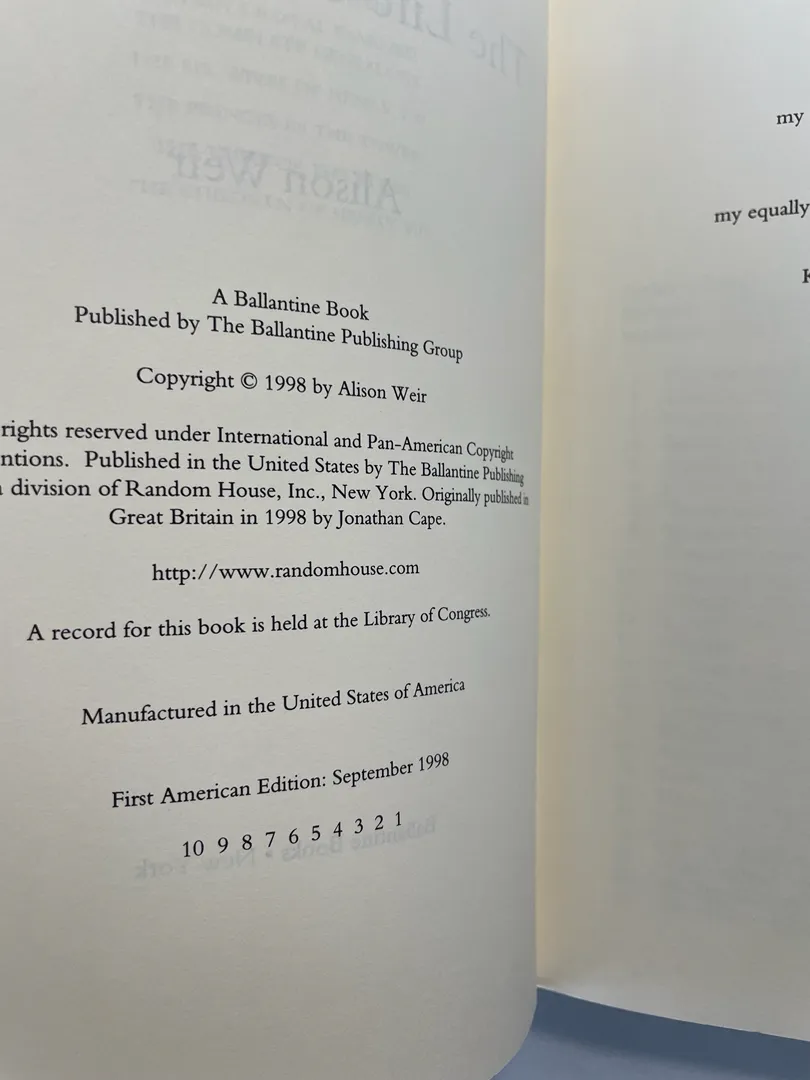 A Ballantine Book
Published by The Ballantine Publishing Group
Copyright © 1998 by Alison Weir
rights reserved under International and Pan-American Copyright
ntions. Published in the United States by The Ballantine Publishing
division of Random House, Inc., New York. Originally published in
Great Britain in 1998 by Jonathan Cape.
http://www.randomhouse.com
A record for this book is held at the Library of Congress.
Manufactured in the United States of America
First American Edition: September 1998
10 9 8 7 6 5 4 3 2 1
my
my equally
K